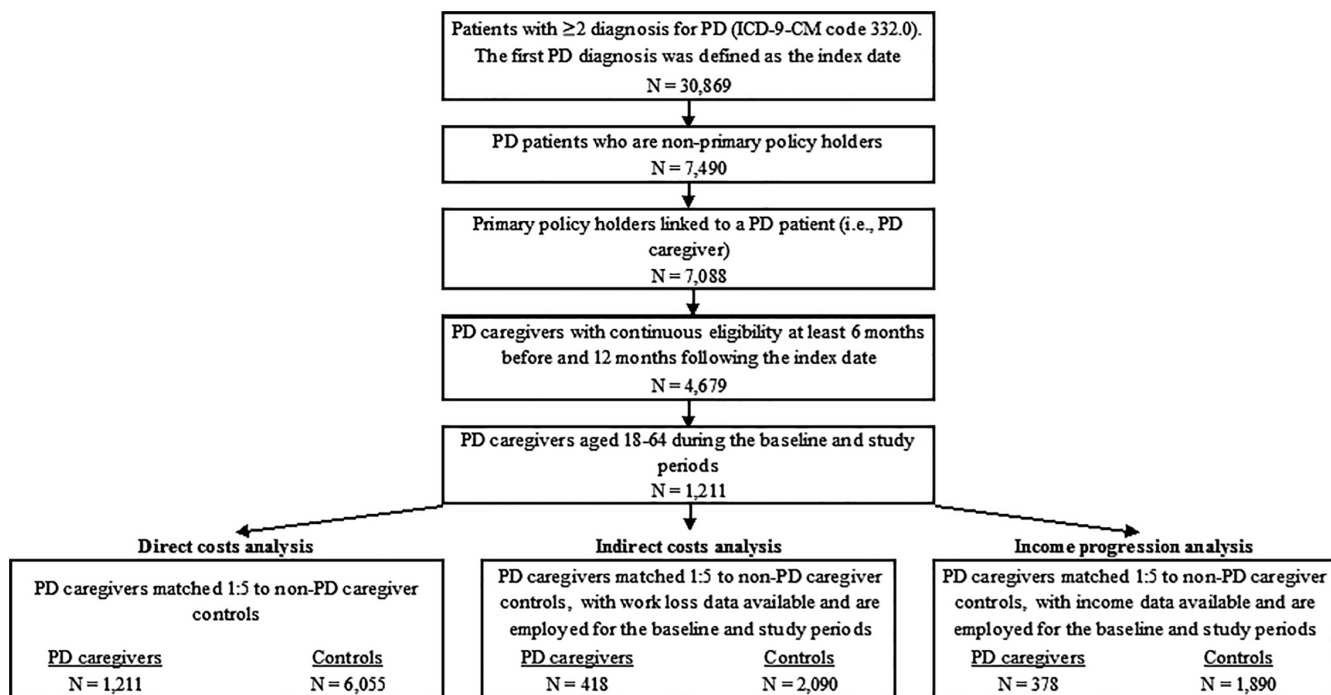 Patients with ≥2 diagnosis for PD (ICD-9-CM code 332.0).
The first PD diagnosis was defined as the index date
N = 30,869
PD patients who are non-primary policy holders
N = 7,490
Primary policy holders linked to a PD patient (i.e., PD
caregiver)
N = 7,088
PD caregivers with continuous eligibility at least 6 months
before and 12 months following the index date
N = 4,679
PD caregivers aged 18-64 during the baseline and study
periods
N = 1,211
Direct costs analysis
PD caregivers matched 1:5 to non-PD caregiver
controls
PD caregivers Controls
N = 1,211 N = 6,055
Indirect costs analysis
PD caregivers matched 1:5 to non-PD caregiver
controls, with work loss data available and are
employed for the baseline and study periods
PD caregivers Controls
N = 418 N = 2,090
Income progression analysis
PD caregivers matched 1:5 to non-PD caregiver
controls, with income data available and are
employed for the baseline and study periods
PD caregivers Controls
N = 378 N = 1,890